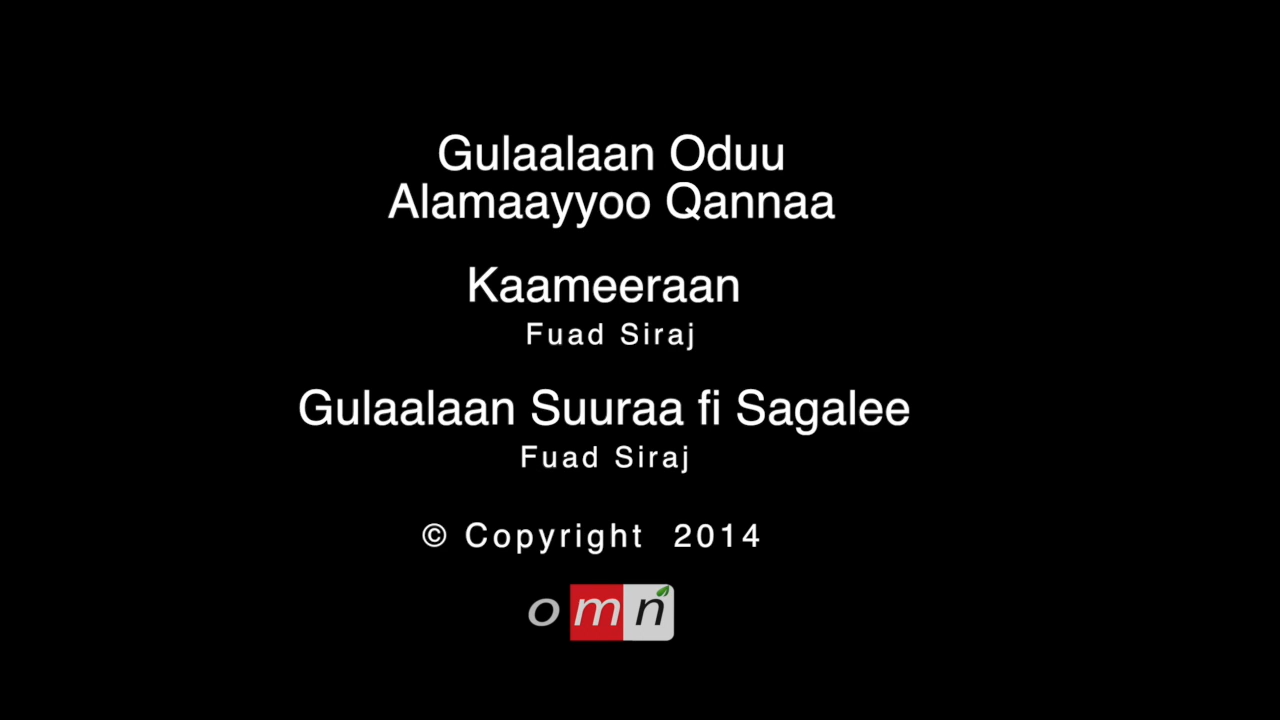 Gulaalaan Oduu
Alamaayyoo Qannaa
Kaameeraan
Fuad Siraj
Gulaalaan Suuraa fi Sagalee
Fuad Siraj
© Copyright 2014
omn